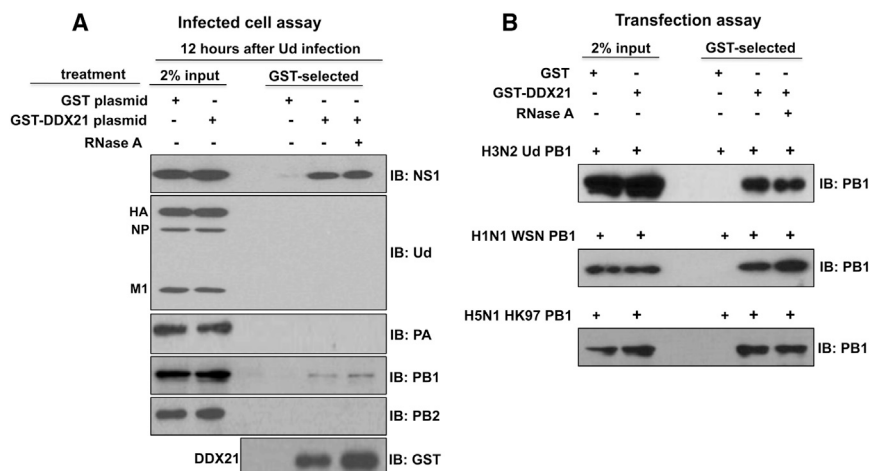 A Infected cell assay
12 hours after Ud infection
treatment 2% input GST-selected
GST plasmid + - + - -
GST-DDX21 plasmid - + - + +
RNase A - - - - +
IB: NS1
HA
NP
IB: Ud
M1
IB: PA
IB: PB1
IB: PB2
DDX21 IB: GST
B Transfection assay
2% input GST-selected
GST + - + - -
GST-DDX21 - + - + +
RNase A - - - - +
H3N2 Ud PB1 + + + + +
IB: PB1
H1N1 WSN PB1 + + + + +
IB: PB1
H5N1 HK97 PB1 + + + + +
IB: PB1